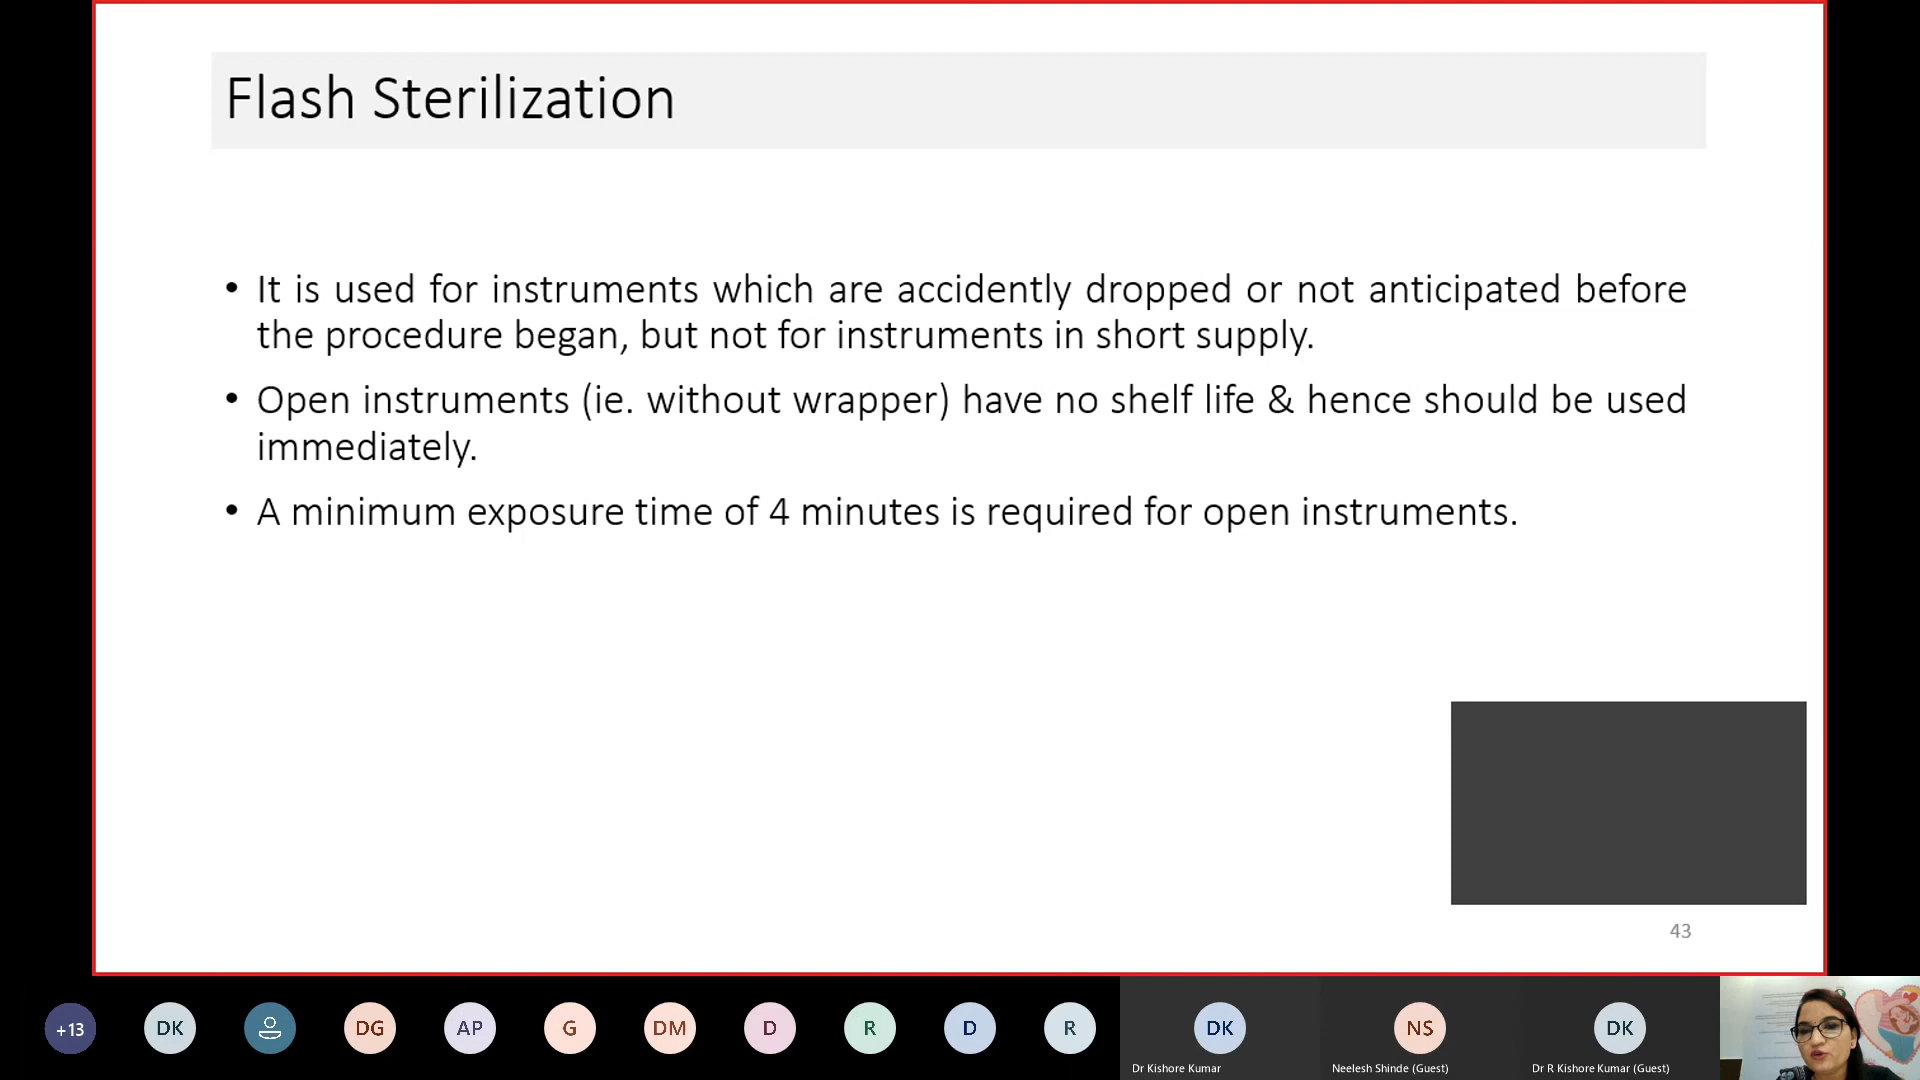 Flash Sterilization
• It is used for instruments which are accidently dropped or not anticipated before
the procedure began, but not for instruments in short supply.
• Open instruments (ie. without wrapper) have no shelf life & hence should be used
immediately.
• A minimum exposure time of 4 minutes is required for open instruments.
43
+13
DK
DG
AP
G
DM
D
R
D
R
DK
NS
DK
Dr Kishore Kumar
Neelesh Shinde (Guest)
Dr R Kishore Kumar (Guest)